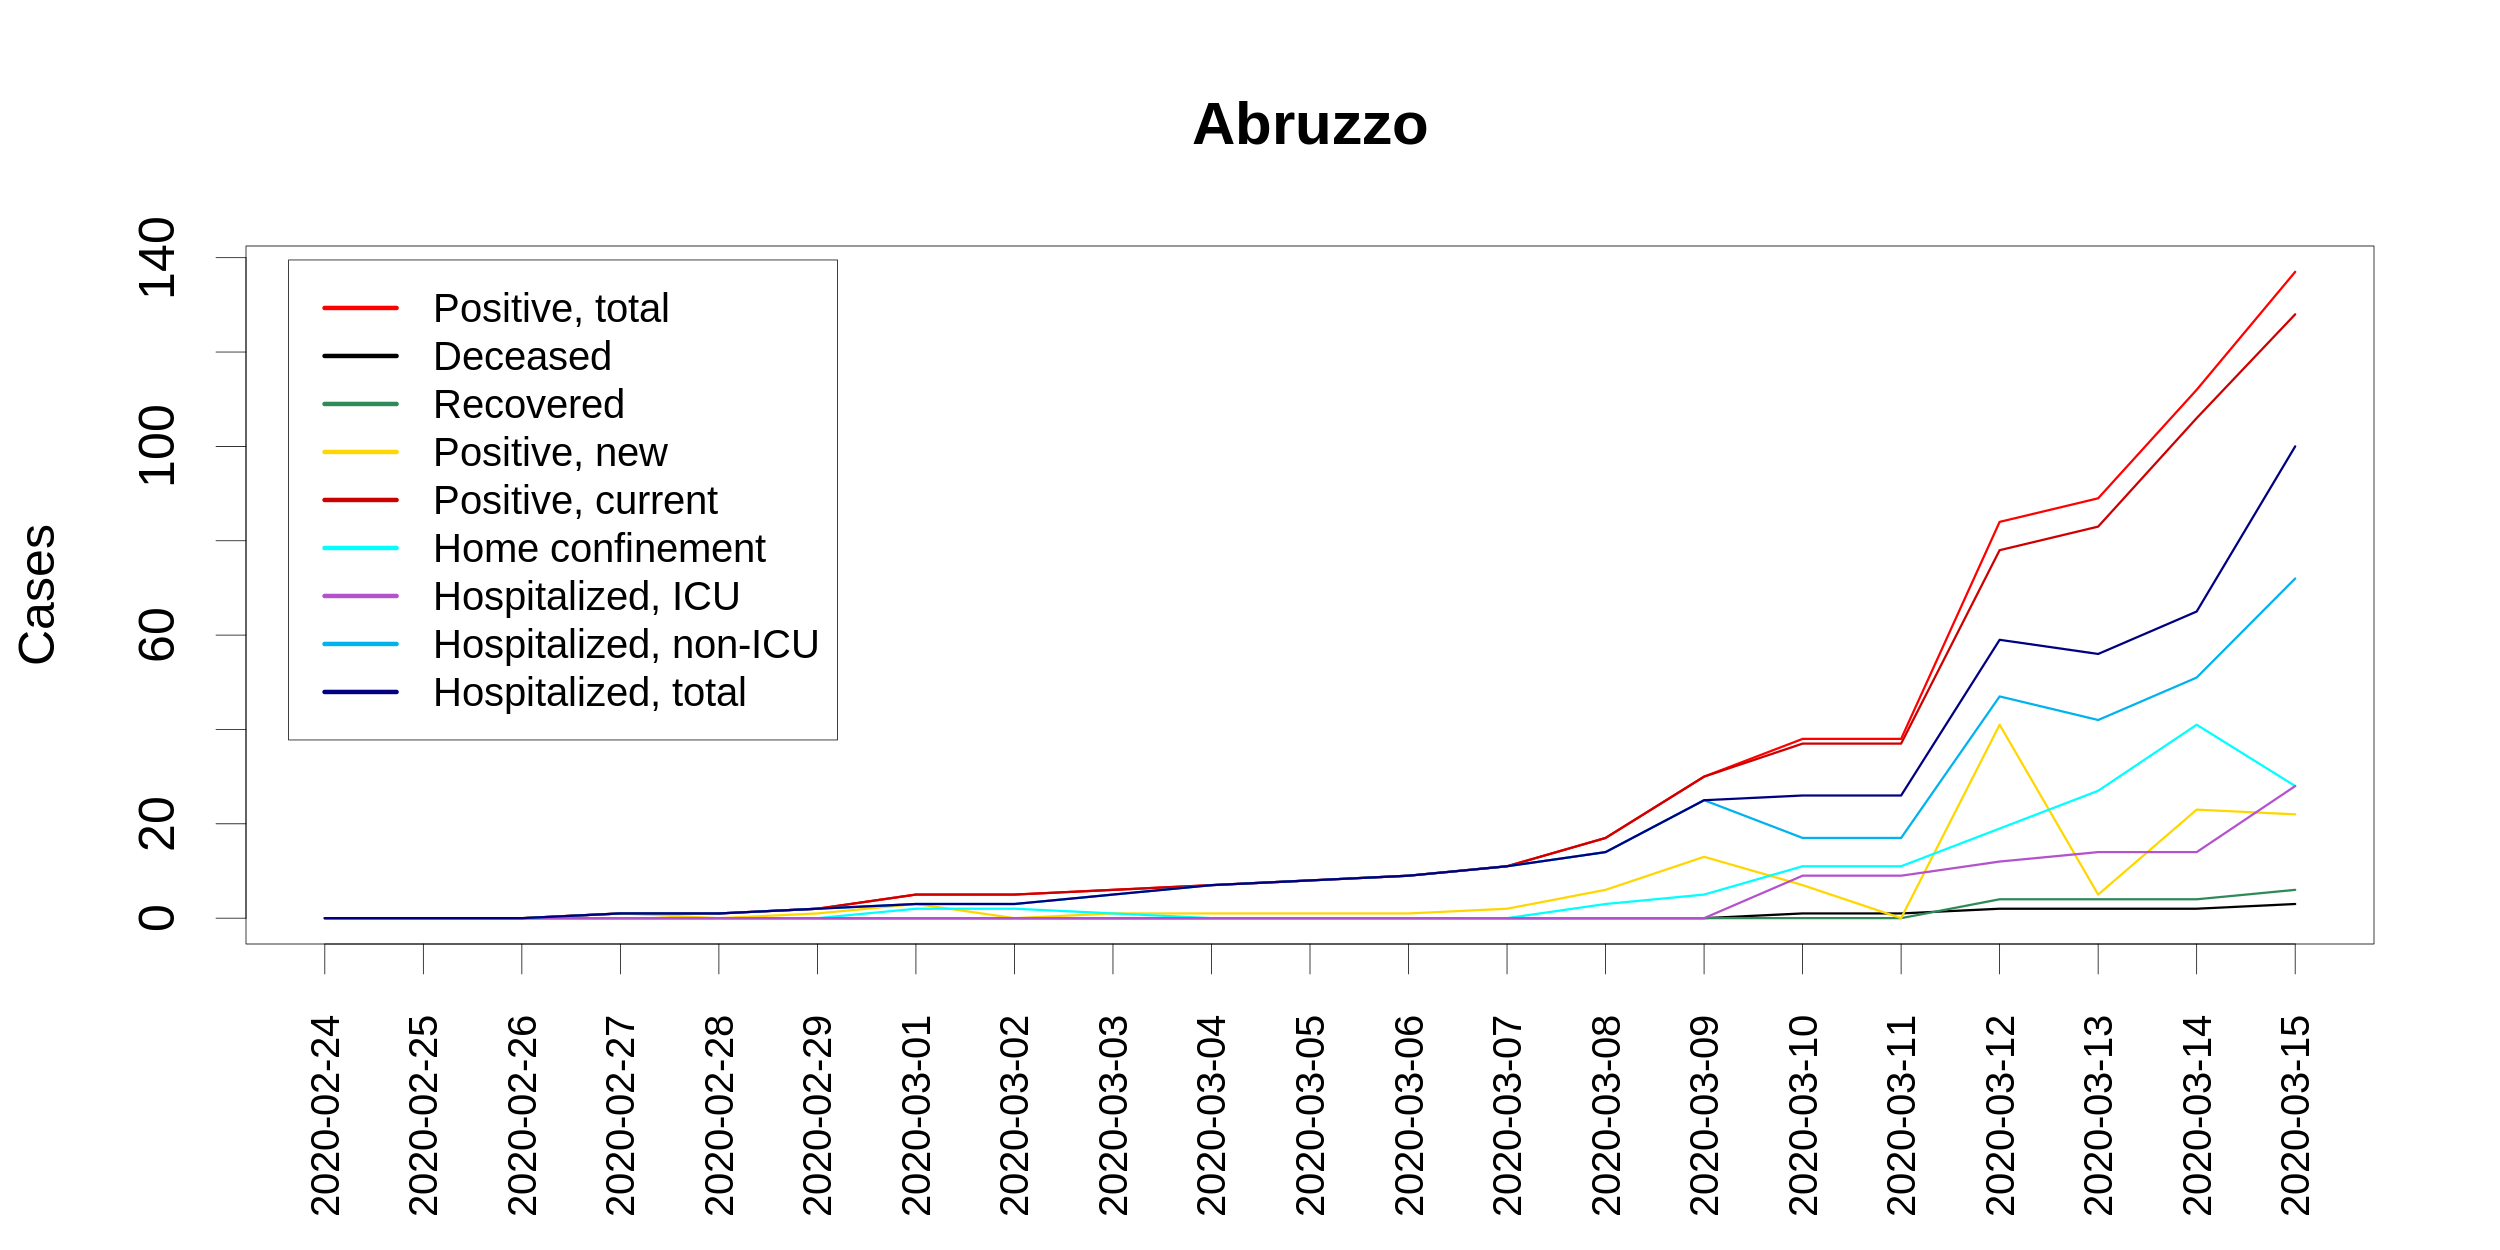 Abruzzo
Cases
140
100
60
20
0
Positive, total
Deceased
Recovered
Positive, new
Positive, current
Home confinement
Hospitalized, ICU
Hospitalized, non-ICU
Hospitalized, total
2020-02-24
2020-02-25
2020-02-26
2020-02-27
2020-02-28
2020-02-29
2020-03-01
2020-03-02
2020-03-03
2020-03-04
2020-03-05
2020-03-06
2020-03-07
2020-03-08
2020-03-09
2020-03-10
2020-03-11
2020-03-12
2020-03-13
2020-03-14
2020-03-15